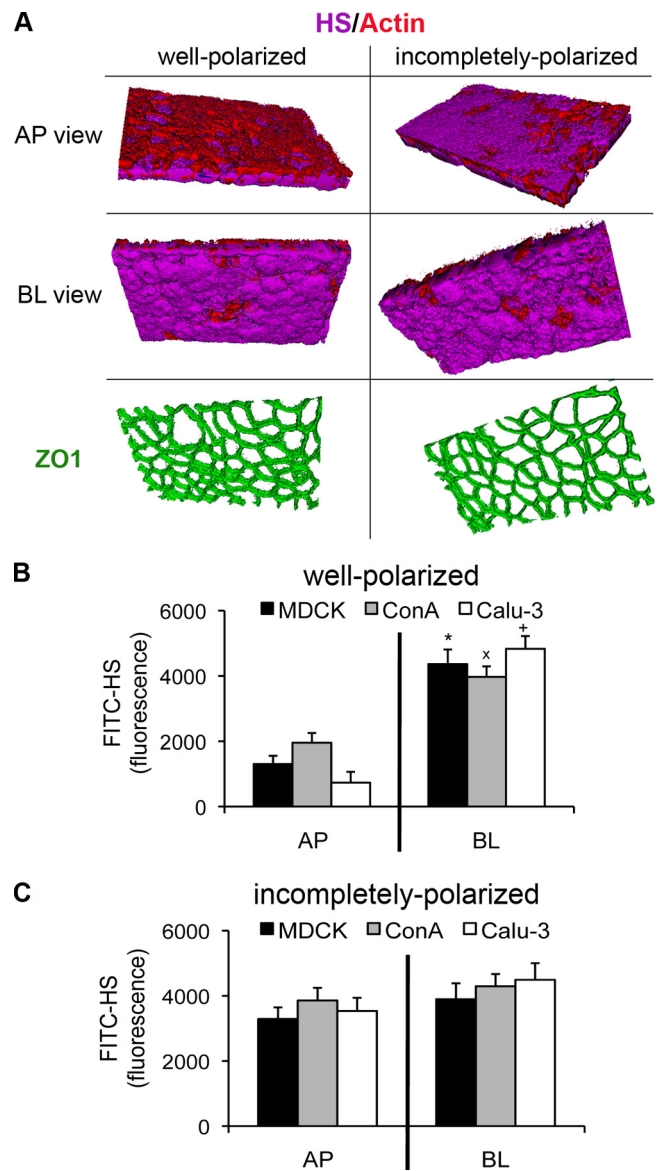 A
HS/Actin
well-polarized
incompletely-polarized
AP view
BL view
ZO1
B
well-polarized
MDCK ConA Calu-3
FITC-HS
(fluorescence)
6000
4000
2000
0
* x +
AP BL
C
incompletely-polarized
MDCK ConA Calu-3
FITC-HS
(fluorescence)
6000
4000
2000
0
AP BL